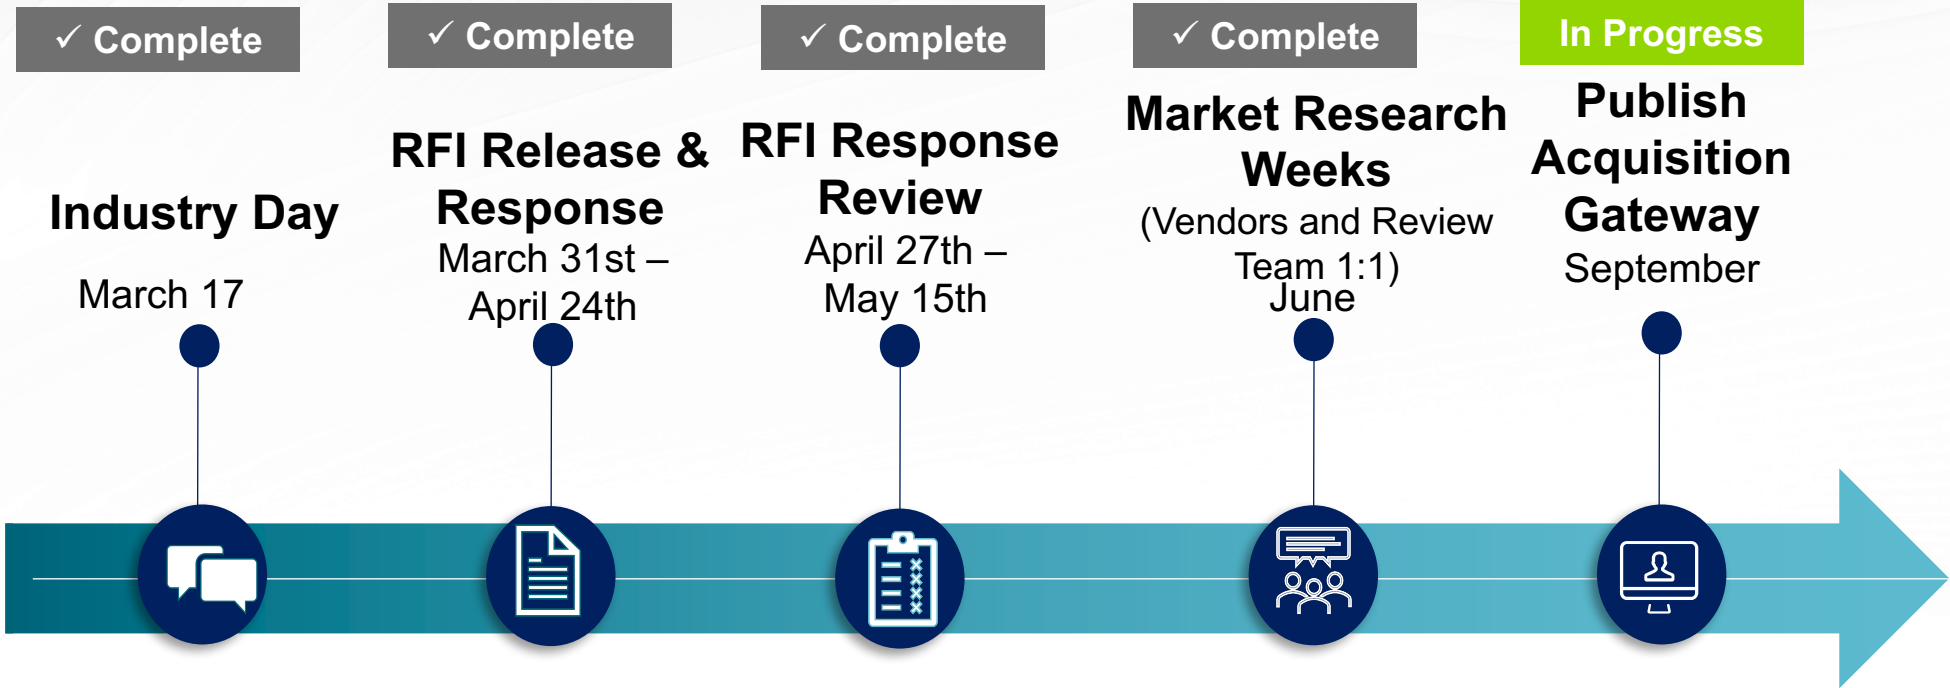 ✓ Complete
Industry Day
March 17
✓ Complete
RFI Release &
Response
March 31st –
April 24th
✓ Complete
RFI Response
Review
April 27th –
May 15th
✓ Complete
Market Research
Weeks
(Vendors and Review
Team 1:1)
June
In Progress
Publish
Acquisition
Gateway
September